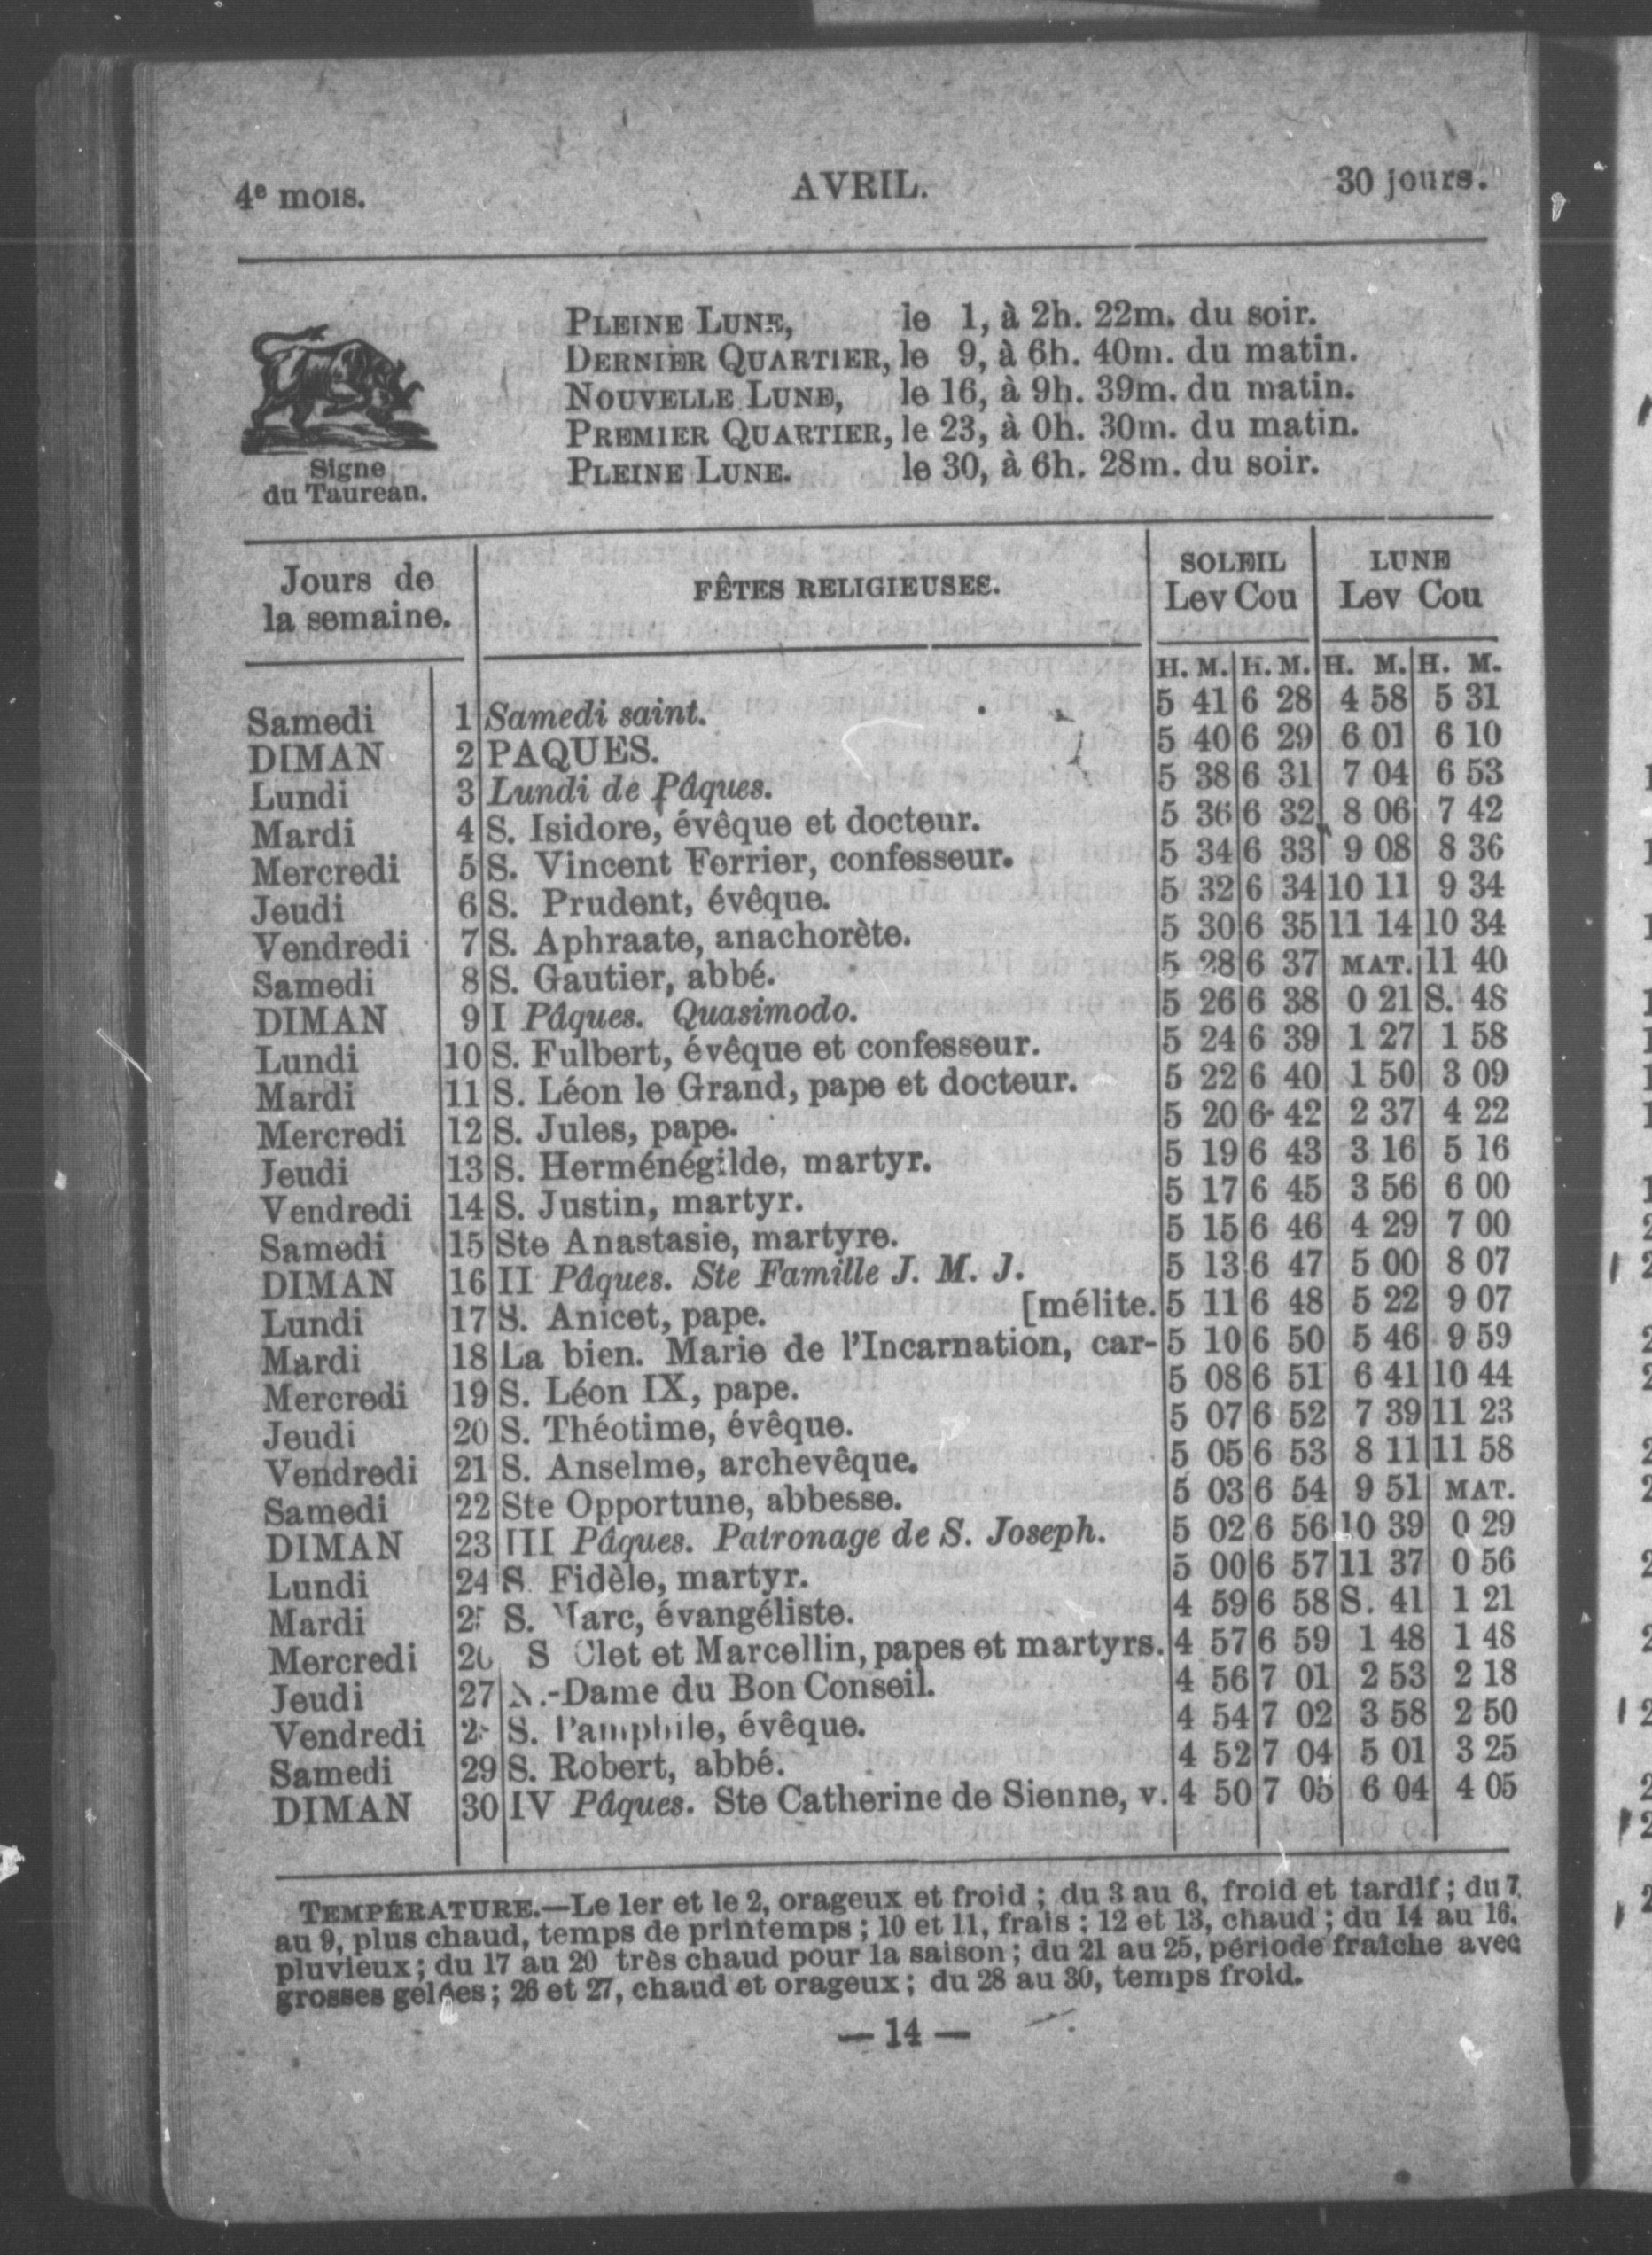 4e mois. AVRIL. 30 jours.
PLEINE LUNE, le 1, à 2h. 22m. du soir.
DERNIER QUARTIER, le 9, à 6h. 40m. du matin.
NOUVELLE LUNE, le 16, à 9h. 39m. du matin.
PREMIER QUARTIER, le 23, à 0h. 30m. du matin.
PLEINE LUNE. le 30, à 6h. 28m. du soir.
Signe
du Taurean.
Jours de la semaine. FÊTES RELIGIEUSES. SOLEIL Lev Cou LUNE Lev Cou
H. M. H. M. H. M. H. M.
Samedi 1 Samedi saint. 5 41 6 28 4 58 5 31
DIMAN 2 PAQUES. 5 40 6 29 6 01 6 10
Lundi 3 Lundi de Pâques. 5 38 6 31 7 04 6 53
Mardi 4 S. Isidore, évêque et docteur. 5 36 6 32 8 06 7 42
Mercredi 5 S. Vincent Ferrier, confesseur. 5 34 6 33 9 08 8 36
Jeudi 6 S. Prudent, évêque. 5 32 6 34 10 11 9 34
Vendredi 7 S. Aphraate, anachorète. 5 30 6 35 11 14 10 34
Samedi 8 S. Gautier, abbé. 5 28 6 37 MAT. 11 40
DIMAN 9 I Pâques. Quasimodo. 5 26 6 38 0 21 S. 48
Lundi 10 S. Fulbert, évêque et confesseur. 5 24 6 39 1 27 1 58
Mardi 11 S. Léon le Grand, pape et docteur. 5 22 6 40 1 50 3 09
Mercredi 12 S. Jules, pape. 5 20 6 42 2 37 4 22
Jeudi 13 S. Herménégilde, martyr. 5 19 6 43 3 16 5 16
Vendredi 14 S. Justin, martyr. 5 17 6 45 3 56 6 00
Samedi 15 Ste Anastasie, martyre. 5 15 6 46 4 29 7 00
DIMAN 16 II Pâques. Ste Famille J. M. J. 5 13 6 47 5 00 8 07
Lundi 17 S. Anicet, pape. [mélite. 5 11 6 48 5 22 9 07
Mardi 18 La bien. Marie de l'Incarnation, car- 5 10 6 50 5 46 9 59
Mercredi 19 S. Léon IX, pape. 5 08 6 51 6 41 10 44
Jeudi 20 S. Théotime, évêque. 5 07 6 52 7 39 11 23
Vendredi 21 S. Anselme, archevêque. 5 05 6 53 8 11 11 58
Samedi 22 Ste Opportune, abbesse. 5 03 6 54 9 51 MAT.
DIMAN 23 III Pâques. Patronage de S. Joseph. 5 02 6 56 10 39 0 29
Lundi 24 S. Fidèle, martyr. 5 00 6 57 11 37 0 56
Mardi 25 S. Marc, évangéliste. 4 59 6 58 S. 41 1 21
Mercredi 26 S Clet et Marcellin, papes et martyrs. 4 57 6 59 1 48 1 48
Jeudi 27 N.-Dame du Bon Conseil. 4 56 7 01 2 53 2 18
Vendredi 28 S. Pamphile, évêque. 4 54 7 02 3 58 2 50
Samedi 29 S. Robert, abbé. 4 52 7 04 5 01 3 25
DIMAN 30 IV Pâques. Ste Catherine de Sienne, v. 4 50 7 05 6 04 4 05
TEMPÉRATURE.—Le 1er et le 2, orageux et froid ; du 3 au 6, froid et tardif ; du 7
au 9, plus chaud, temps de printemps ; 10 et 11, frais ; 12 et 13, chaud ; du 14 au 16,
pluvieux ; du 17 au 20 très chaud pour la saison ; du 21 au 25, période fraîche avec
grosses gelées ; 26 et 27, chaud et orageux ; du 28 au 30, temps froid.
— 14 —